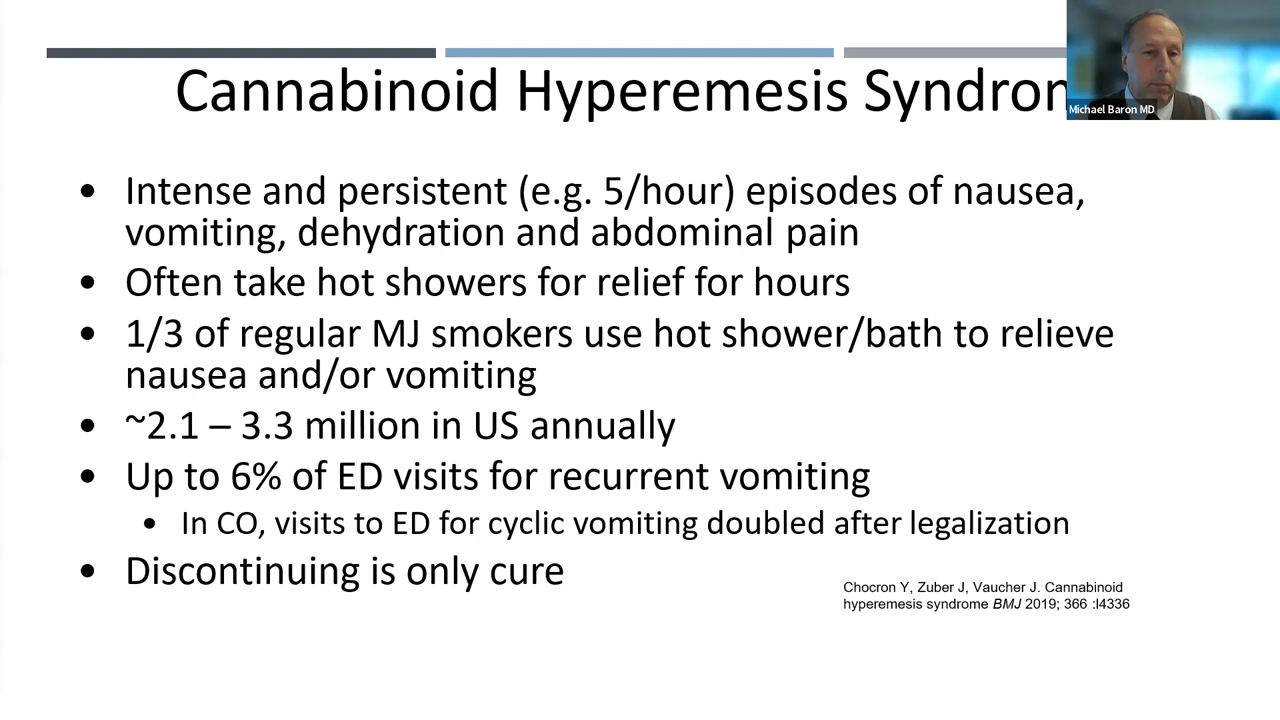 Cannabinoid Hyperemesis Syndrom
Michael Baron MD
• Intense and persistent (e.g. 5/hour) episodes of nausea,
vomiting, dehydration and abdominal pain
• Often take hot showers for relief for hours
• 1/3 of regular MJ smokers use hot shower/bath to relieve
nausea and/or vomiting
• ~2.1 – 3.3 million in US annually
• Up to 6% of ED visits for recurrent vomiting
• In CO, visits to ED for cyclic vomiting doubled after legalization
• Discontinuing is only cure
Chocron Y, Zuber J, Vaucher J. Cannabinoid
hyperemesis syndrome BMJ 2019; 366 :l4336